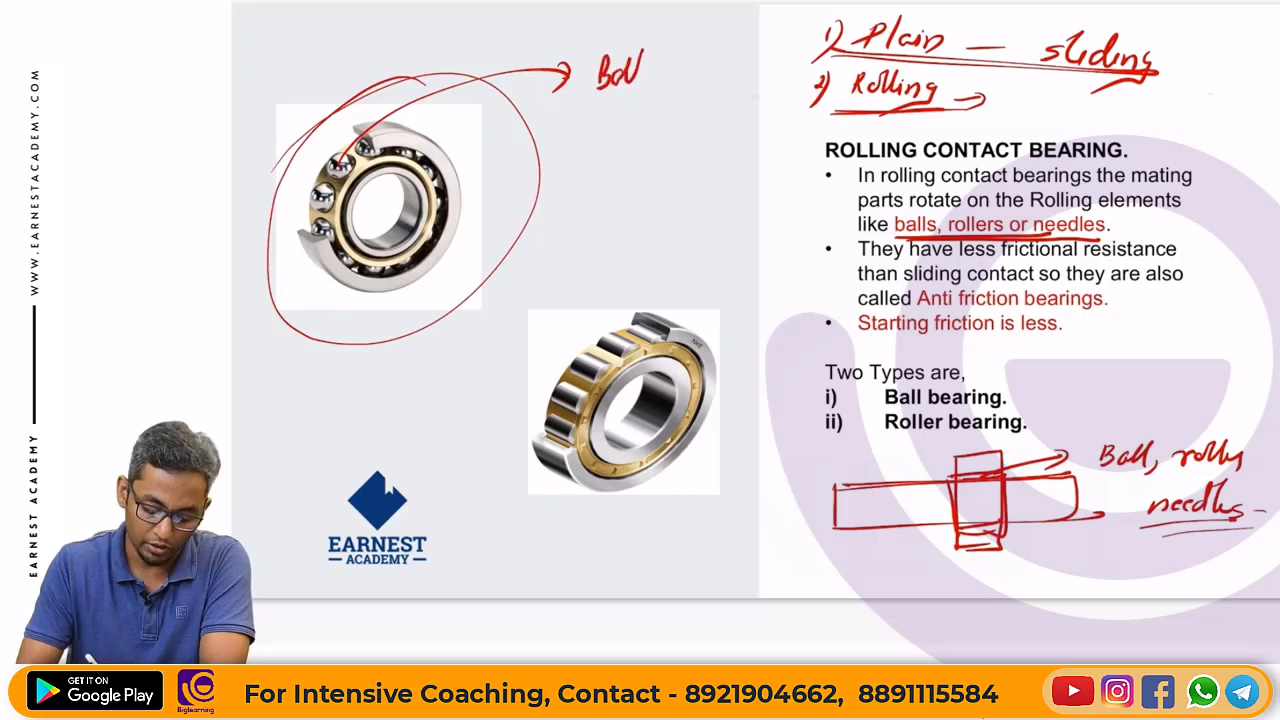 WWW.EARNESTACADEMY.COM
EARNEST ACADEMY
Ball
1) Plain — sliding
2) Rolling
ROLLING CONTACT BEARING.
• In rolling contact bearings the mating
parts rotate on the Rolling elements
like balls, rollers or needles.
• They have less frictional resistance
than sliding contact so they are also
called Anti friction bearings.
• Starting friction is less.
Two Types are,
i) Ball bearing.
ii) Roller bearing.
Ball,
needles
EARNEST
ACADEMY
GET IT ON
Google Play
Biglearning
For Intensive Coaching, Contact - 8921904662, 8891115584